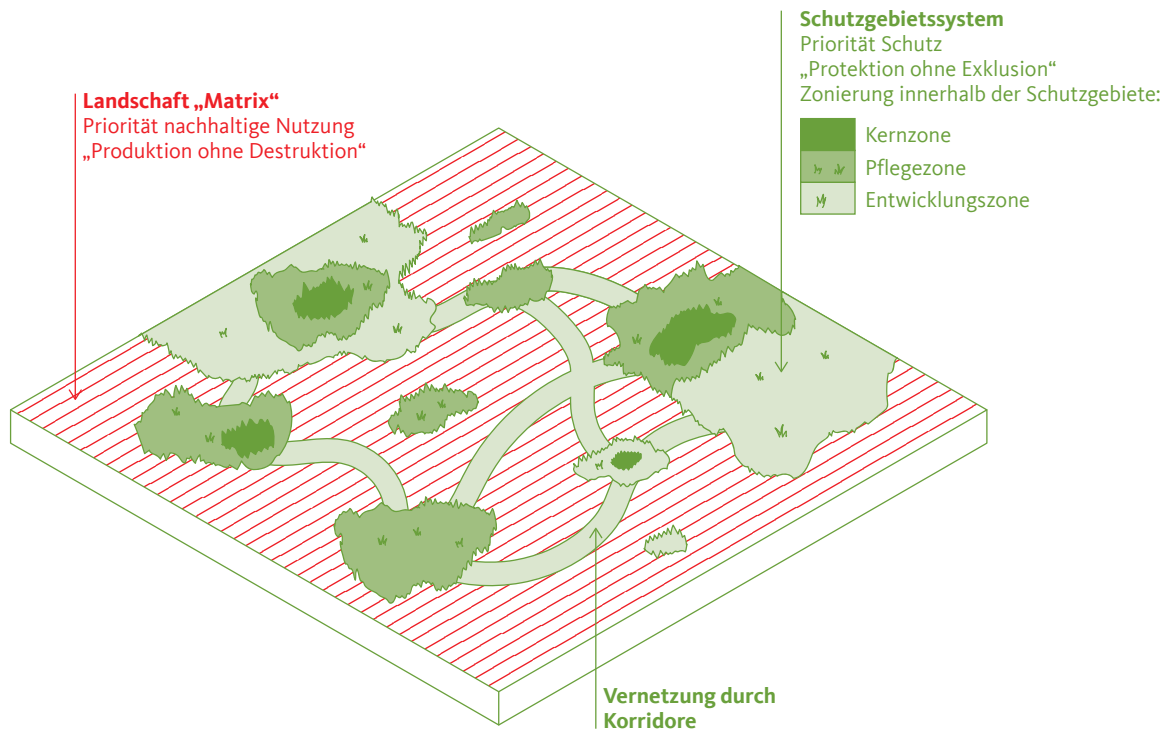 Landschaft „Matrix“
Priorität nachhaltige Nutzung
„Produktion ohne Destruktion“
Schutzgebietssystem
Priorität Schutz
„Protektion ohne Exklusion“
Zonierung innerhalb der Schutzgebiete:
Kernzone
Pflegezone
Entwicklungszone
Vernetzung durch
Korridore